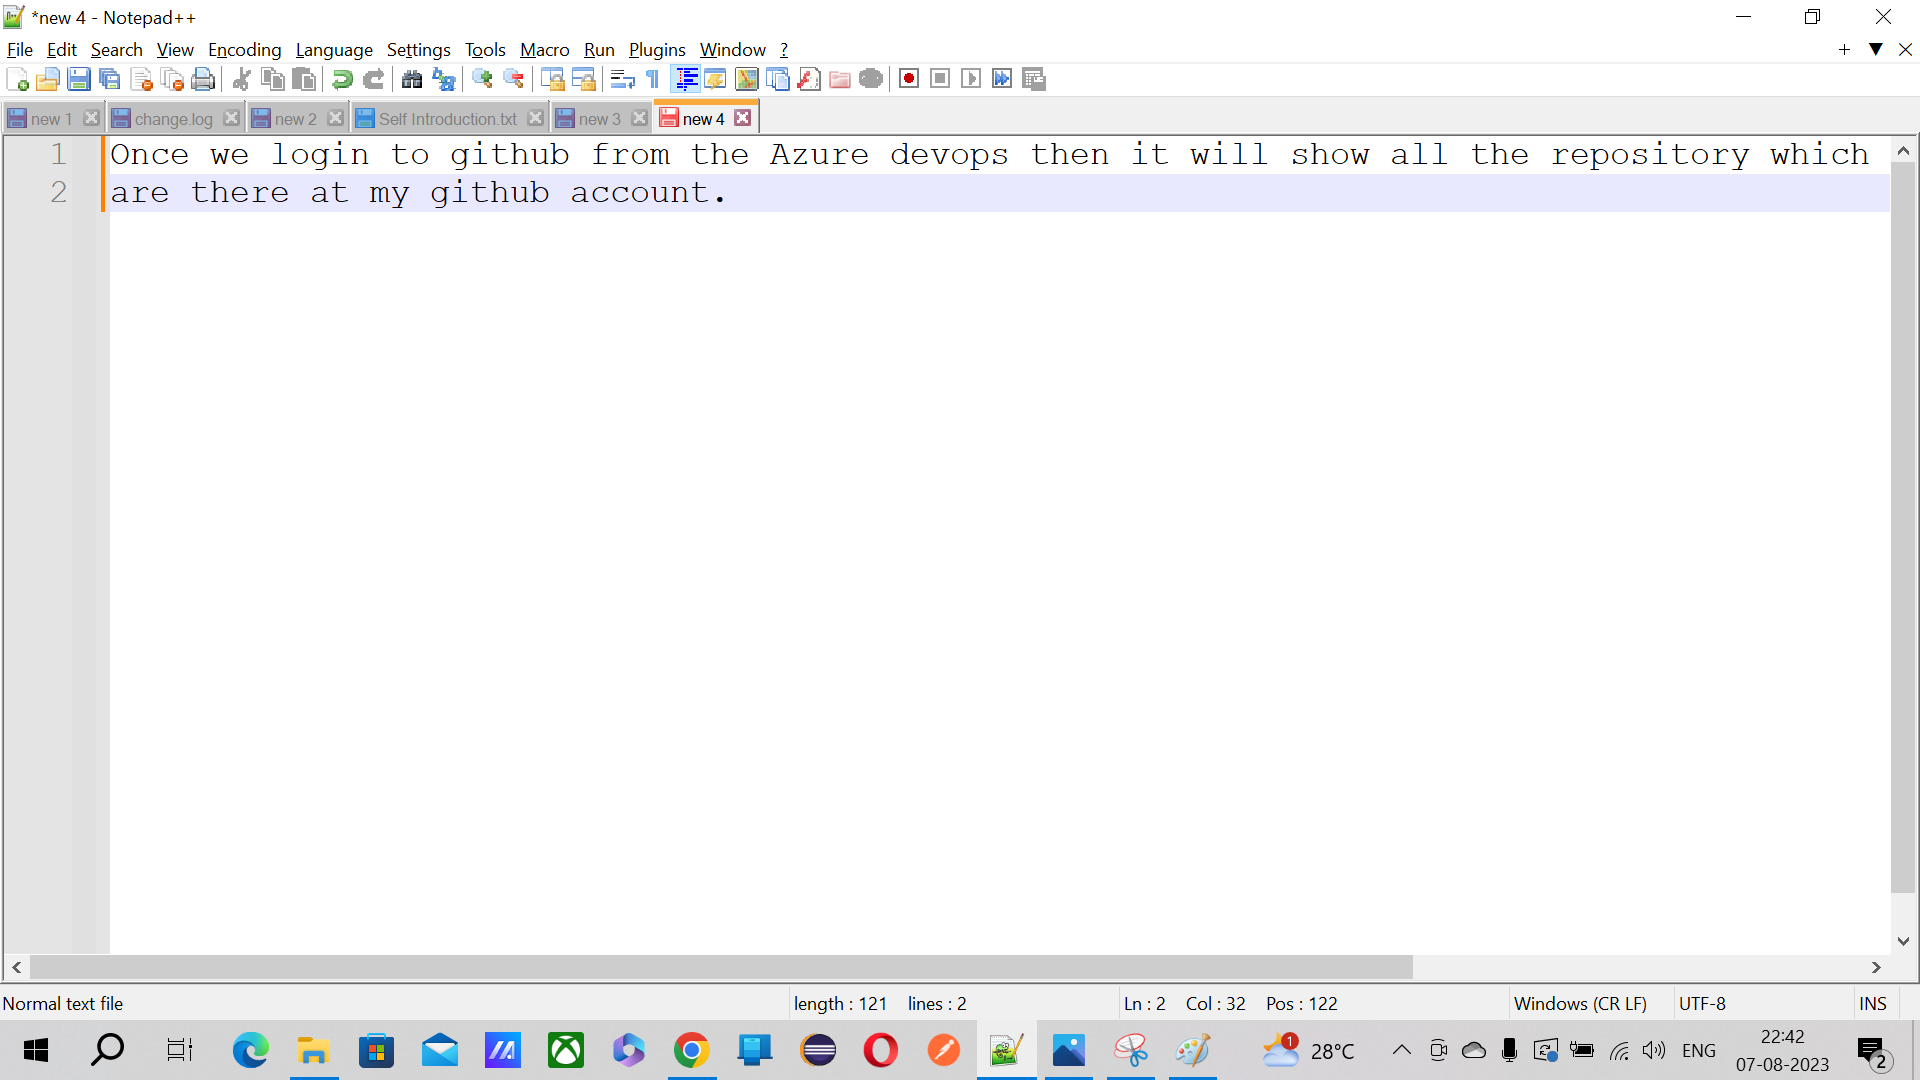 *new 4 - Notepad++
File Edit Search View Encoding Language Settings Tools Macro Run Plugins Window ?
new 1 change.log new 2 Self Introduction.txt new 3 new 4
1 Once we login to github from the Azure devops then it will show all the repository which
2 are there at my github account.
Normal text file length : 121 lines : 2 Ln : 2 Col : 32 Pos : 122 Windows (CR LF) UTF-8 INS
1 28°C ENG 22:42
07-08-2023 2